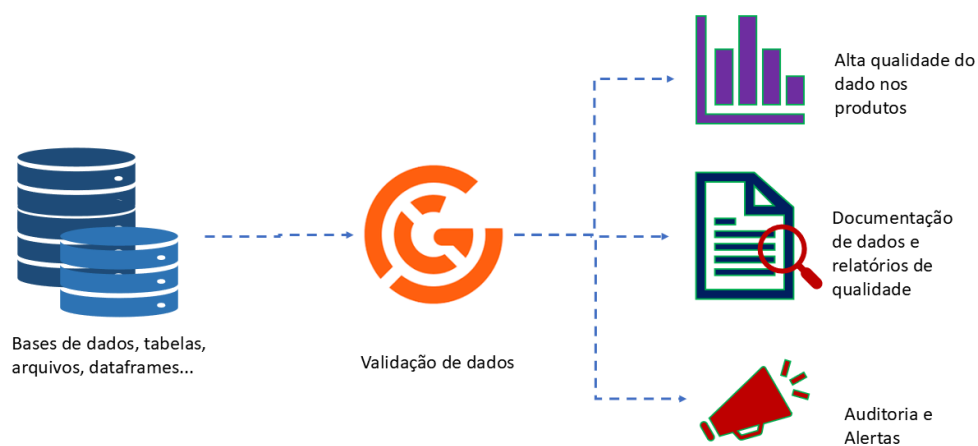 Bases de dados, tabelas,
arquivos, dataframes...
Validação de dados
Alta qualidade do
dado nos
produtos
Documentação
de dados e
relatórios de
qualidade
Auditoria e
Alertas